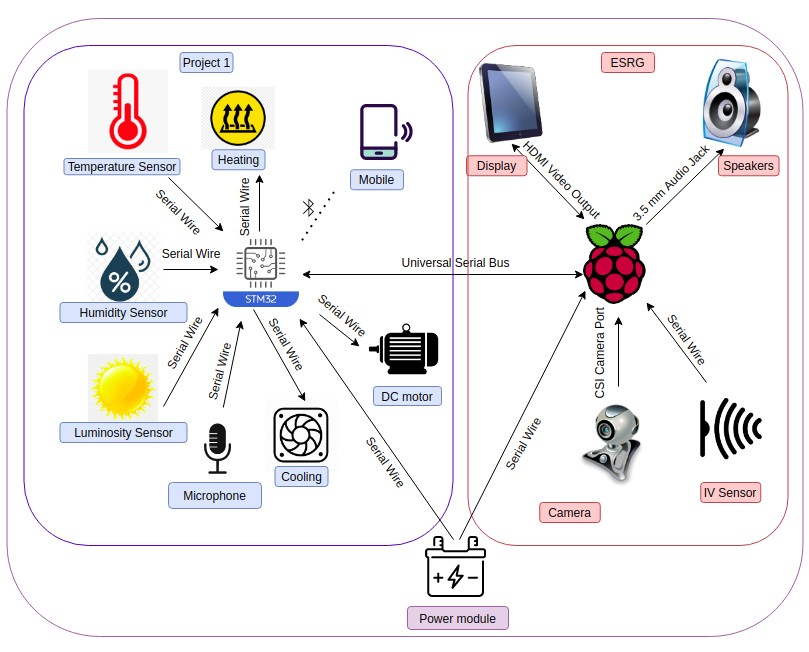 Project 1
ESRG
Temperature Sensor
Heating
Mobile
Display
Speakers
HDMI Video Output
3.5 mm Audio Jack
Serial Wire
Serial Wire
Serial Wire
%
Humidity Sensor
STM32
Universal Serial Bus
Serial Wire
Serial Wire
Serial Wire
Serial Wire
DC motor
CSI Camera Port
Serial Wire
Luminosity Sensor
Microphone
Cooling
Serial Wire
Serial Wire
Camera
IV Sensor
+ −
Power module